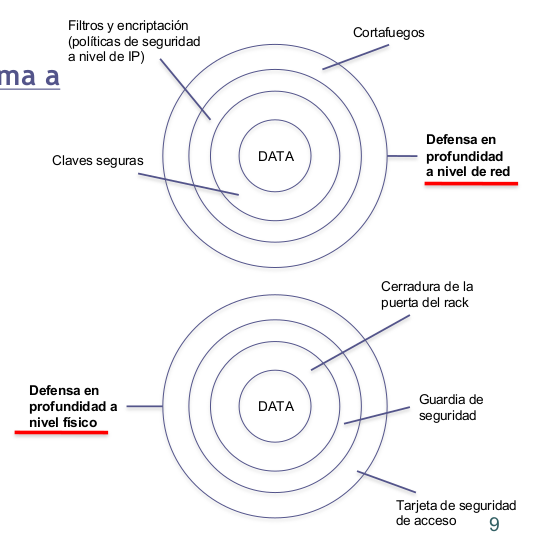 ma a
Filtros y encriptación
(políticas de seguridad
a nivel de IP)
Cortafuegos
Claves seguras
DATA
Defensa en
profundidad
a nivel de red
Cerradura de la
puerta del rack
Defensa en
profundidad a
nivel físico
DATA
Guardia de
seguridad
Tarjeta de seguridad
de acceso
9